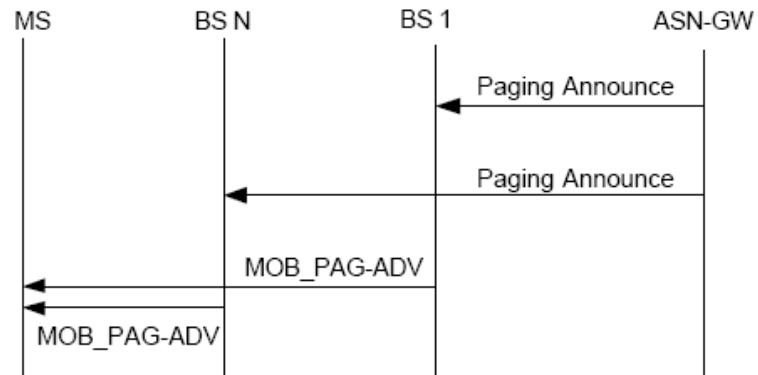 MS
BS N
BS 1
ASN-GW
Paging Announce
Paging Announce
MOB_PAG-ADV
MOB_PAG-ADV